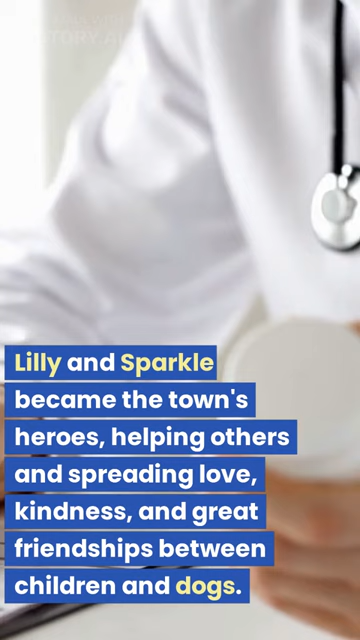 Lilly and Sparkle
became the town's
heroes, helping others
and spreading love,
kindness, and great
friendships between
children and dogs.